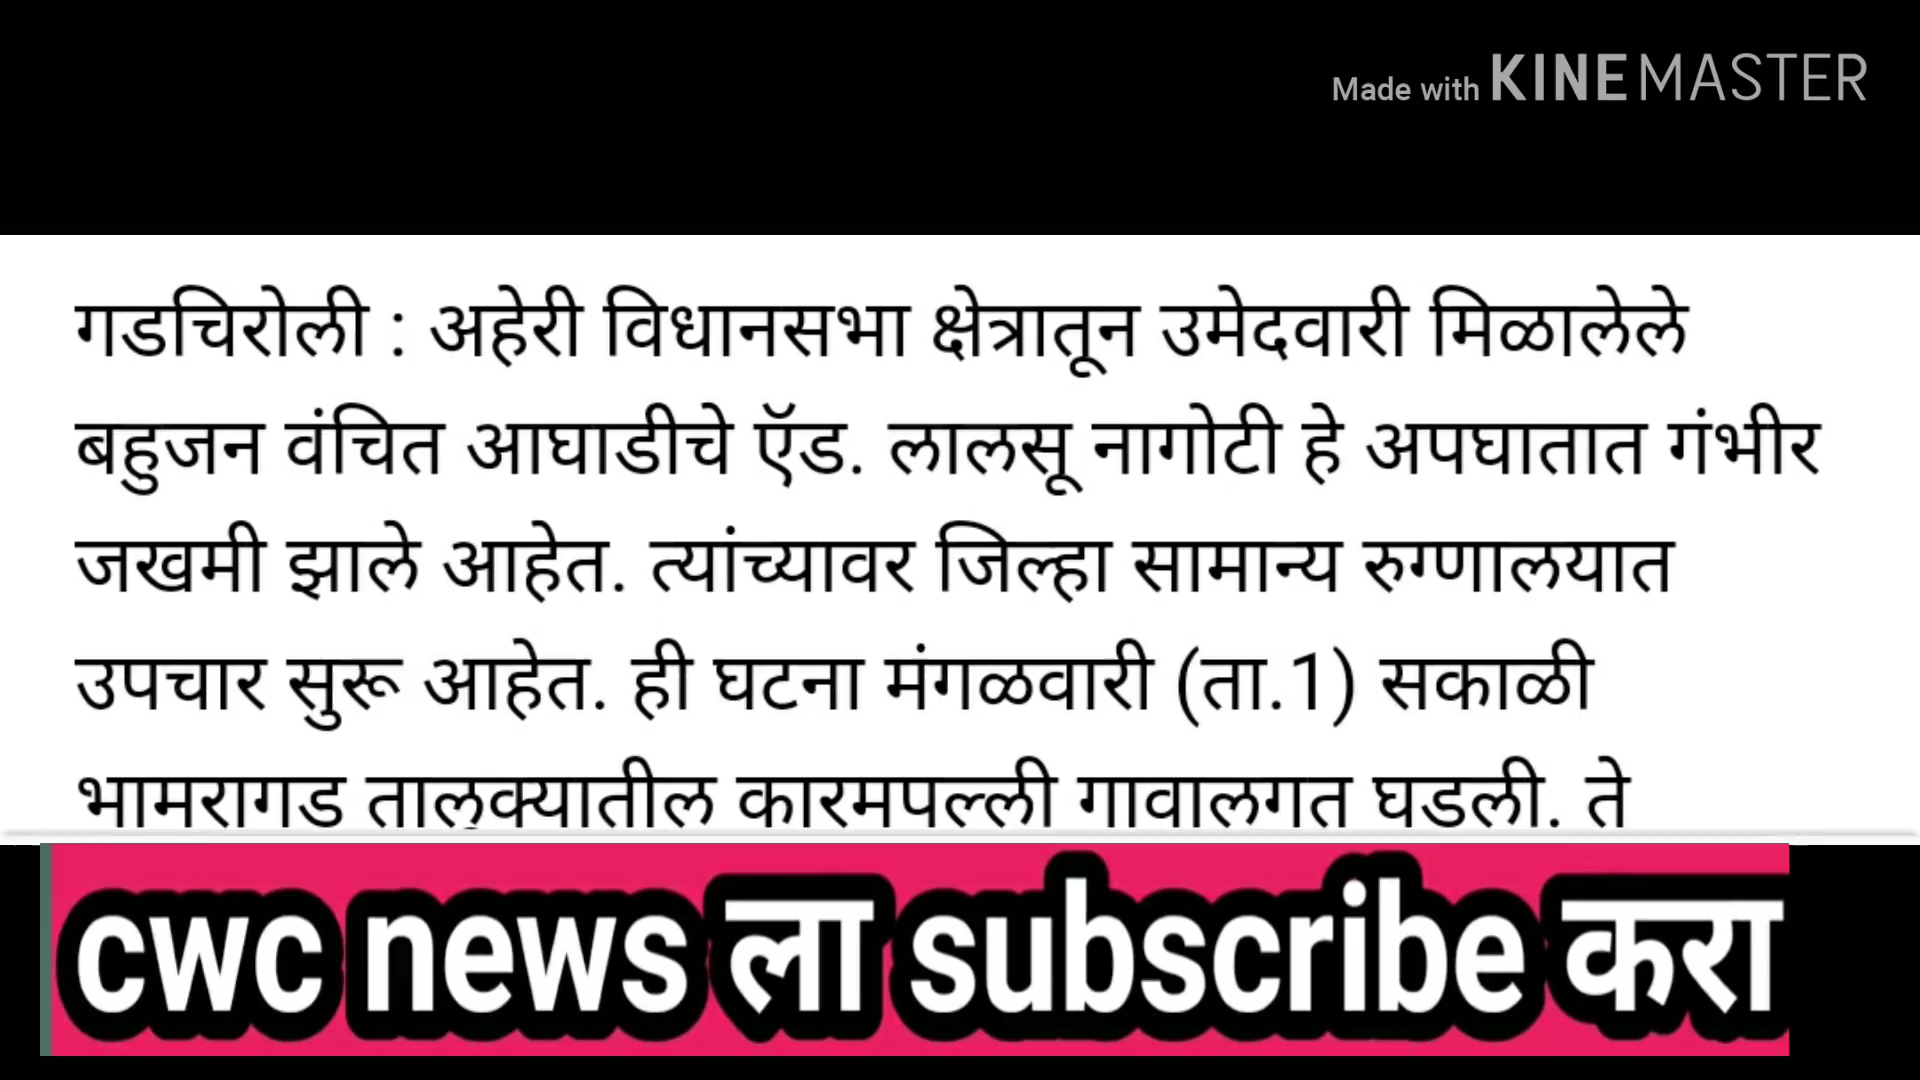 Made with KINEMASTER
गडचिरोली : अहेरी विधानसभा क्षेत्रातून उमेदवारी मिळालेले
बहुजन वंचित आघाडीचे ऍड. लालसू नागोटी हे अपघातात गंभीर
जखमी झाले आहेत. त्यांच्यावर जिल्हा सामान्य रुग्णालयात
उपचार सुरू आहेत. ही घटना मंगळवारी (ता.1) सकाळी
भामरागड तालुक्यातील कारमपल्ली गावालगत घडली. ते
cwc news ला subscribe करा